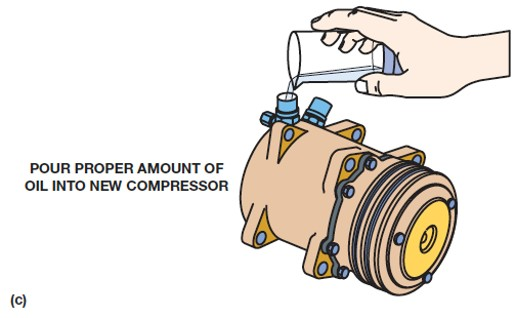 POUR PROPER AMOUNT OF
OIL INTO NEW COMPRESSOR
(c)